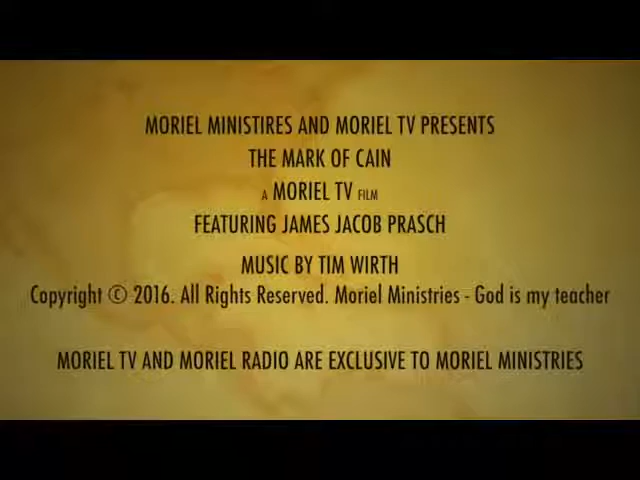 MORIEL MINISTIRES AND MORIEL TV PRESENTS
THE MARK OF CAIN
A MORIEL TV FILM
FEATURING JAMES JACOB PRASCH
MUSIC BY TIM WIRTH
Copyright © 2016. All Rights Reserved. Moriel Ministries - God is my teacher
MORIEL TV AND MORIEL RADIO ARE EXCLUSIVE TO MORIEL MINISTRIES